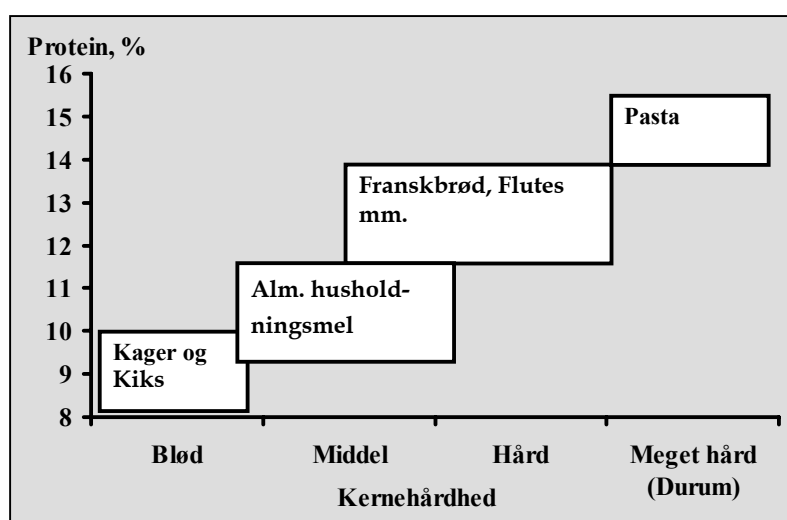 Protein, %
16
15
14
13
12
11
10
9
8
Pasta
Franskbrød, Flutes
mm.
Alm. hushold-
ningsmel
Kager og
Kiks
Blød Middel Hård Meget hård
(Durum)
Kernehårdhed